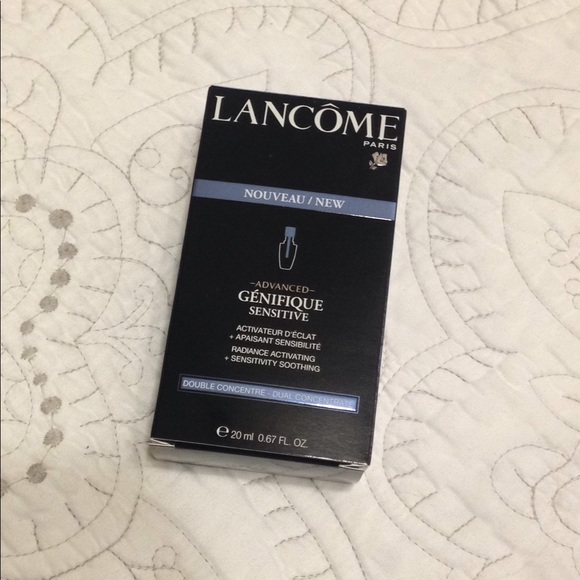 LANCÔME
PARIS
NOUVEAU / NEW
-ADVANCED-
GÉNIFIQUE
SENSITIVE
ACTIVATEUR D'ÉCLAT
+ APAISANT SENSIBILITÉ
RADIANCE ACTIVATING
+ SENSITIVITY SOOTHING
DOUBLE CONCENTRÉ - DUAL CONCENTRATE
℮ 20 ml 0.67 FL. OZ.